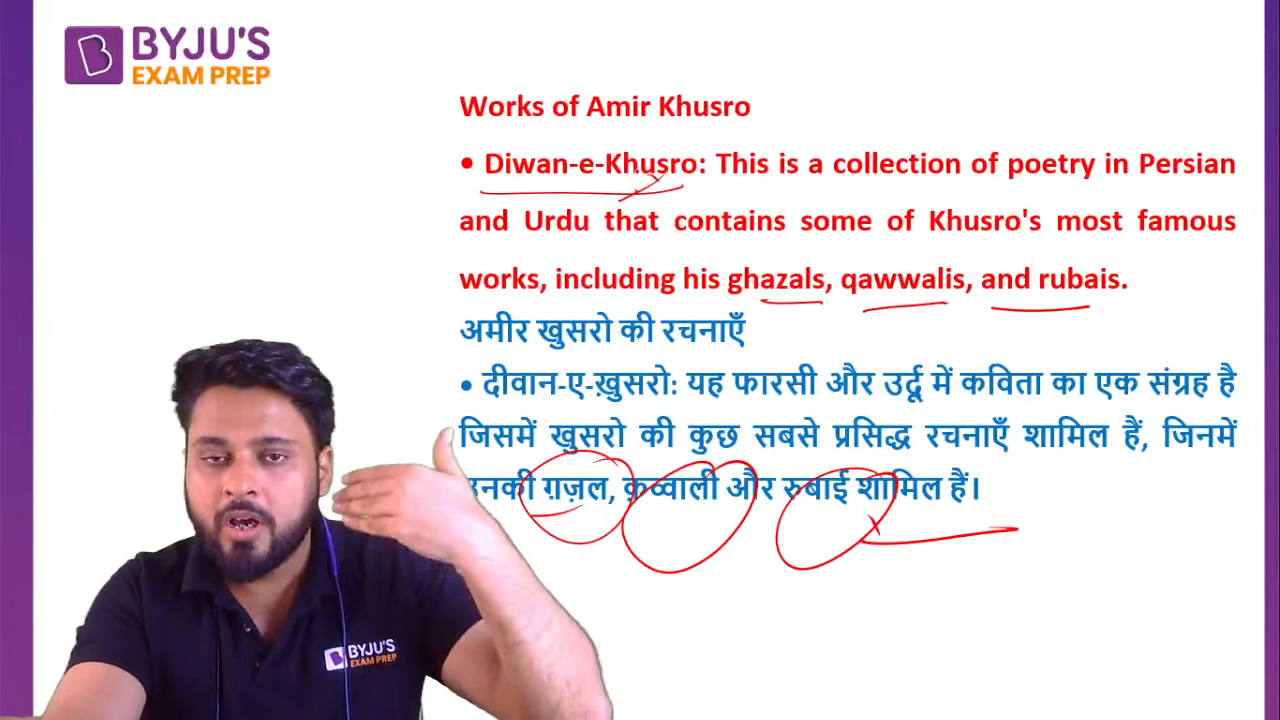 BYJU'S
EXAM PREP
Works of Amir Khusro
• Diwan-e-Khusro: This is a collection of poetry in Persian
and Urdu that contains some of Khusro's most famous
works, including his ghazals, qawwalis, and rubais.
अमीर खुसरो की रचनाएँ
• दीवान-ए-ख़ुसरो: यह फारसी और उर्दू में कविता का एक संग्रह है
जिसमें खुसरो की कुछ सबसे प्रसिद्ध रचनाएँ शामिल हैं, जिनमें
उनकी ग़ज़ल, क़व्वाली और रुबाई शामिल हैं।
BYJU'S
EXAM PREP